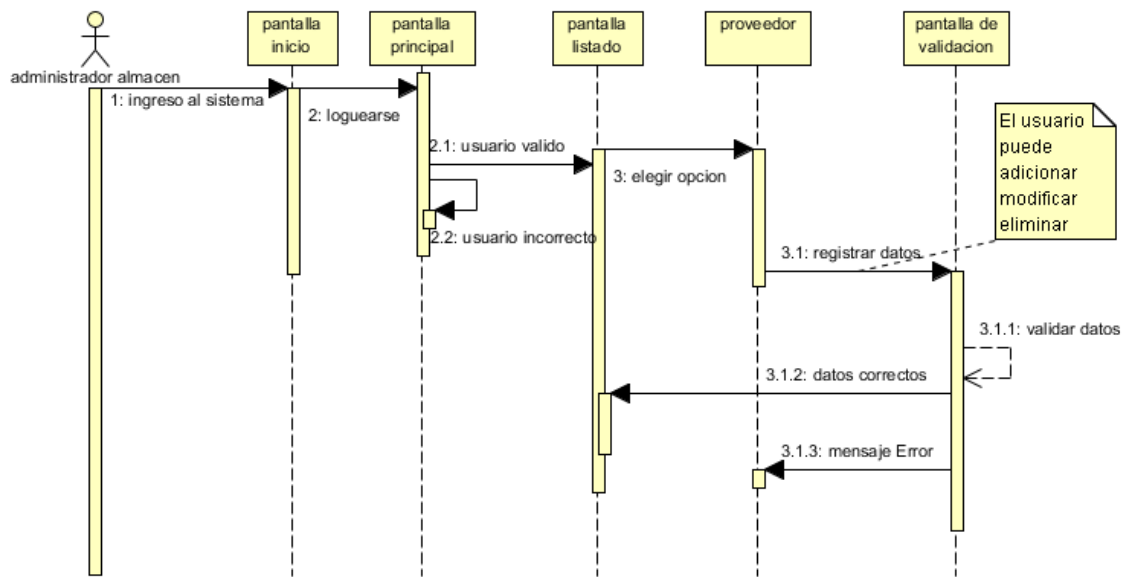 pantalla
inicio
pantalla
principal
pantalla
listado
proveedor
pantalla de
validacion
administrador almacen
1: ingreso al sistema
2: loguearse
El usuario
puede
adicionar
modificar
eliminar
2.1: usuario valido
3: elegir opcion
2.2: usuario incorrecto
3.1: registrar datos
3.1.1: validar datos
3.1.2: datos correctos
3.1.3: mensaje Error